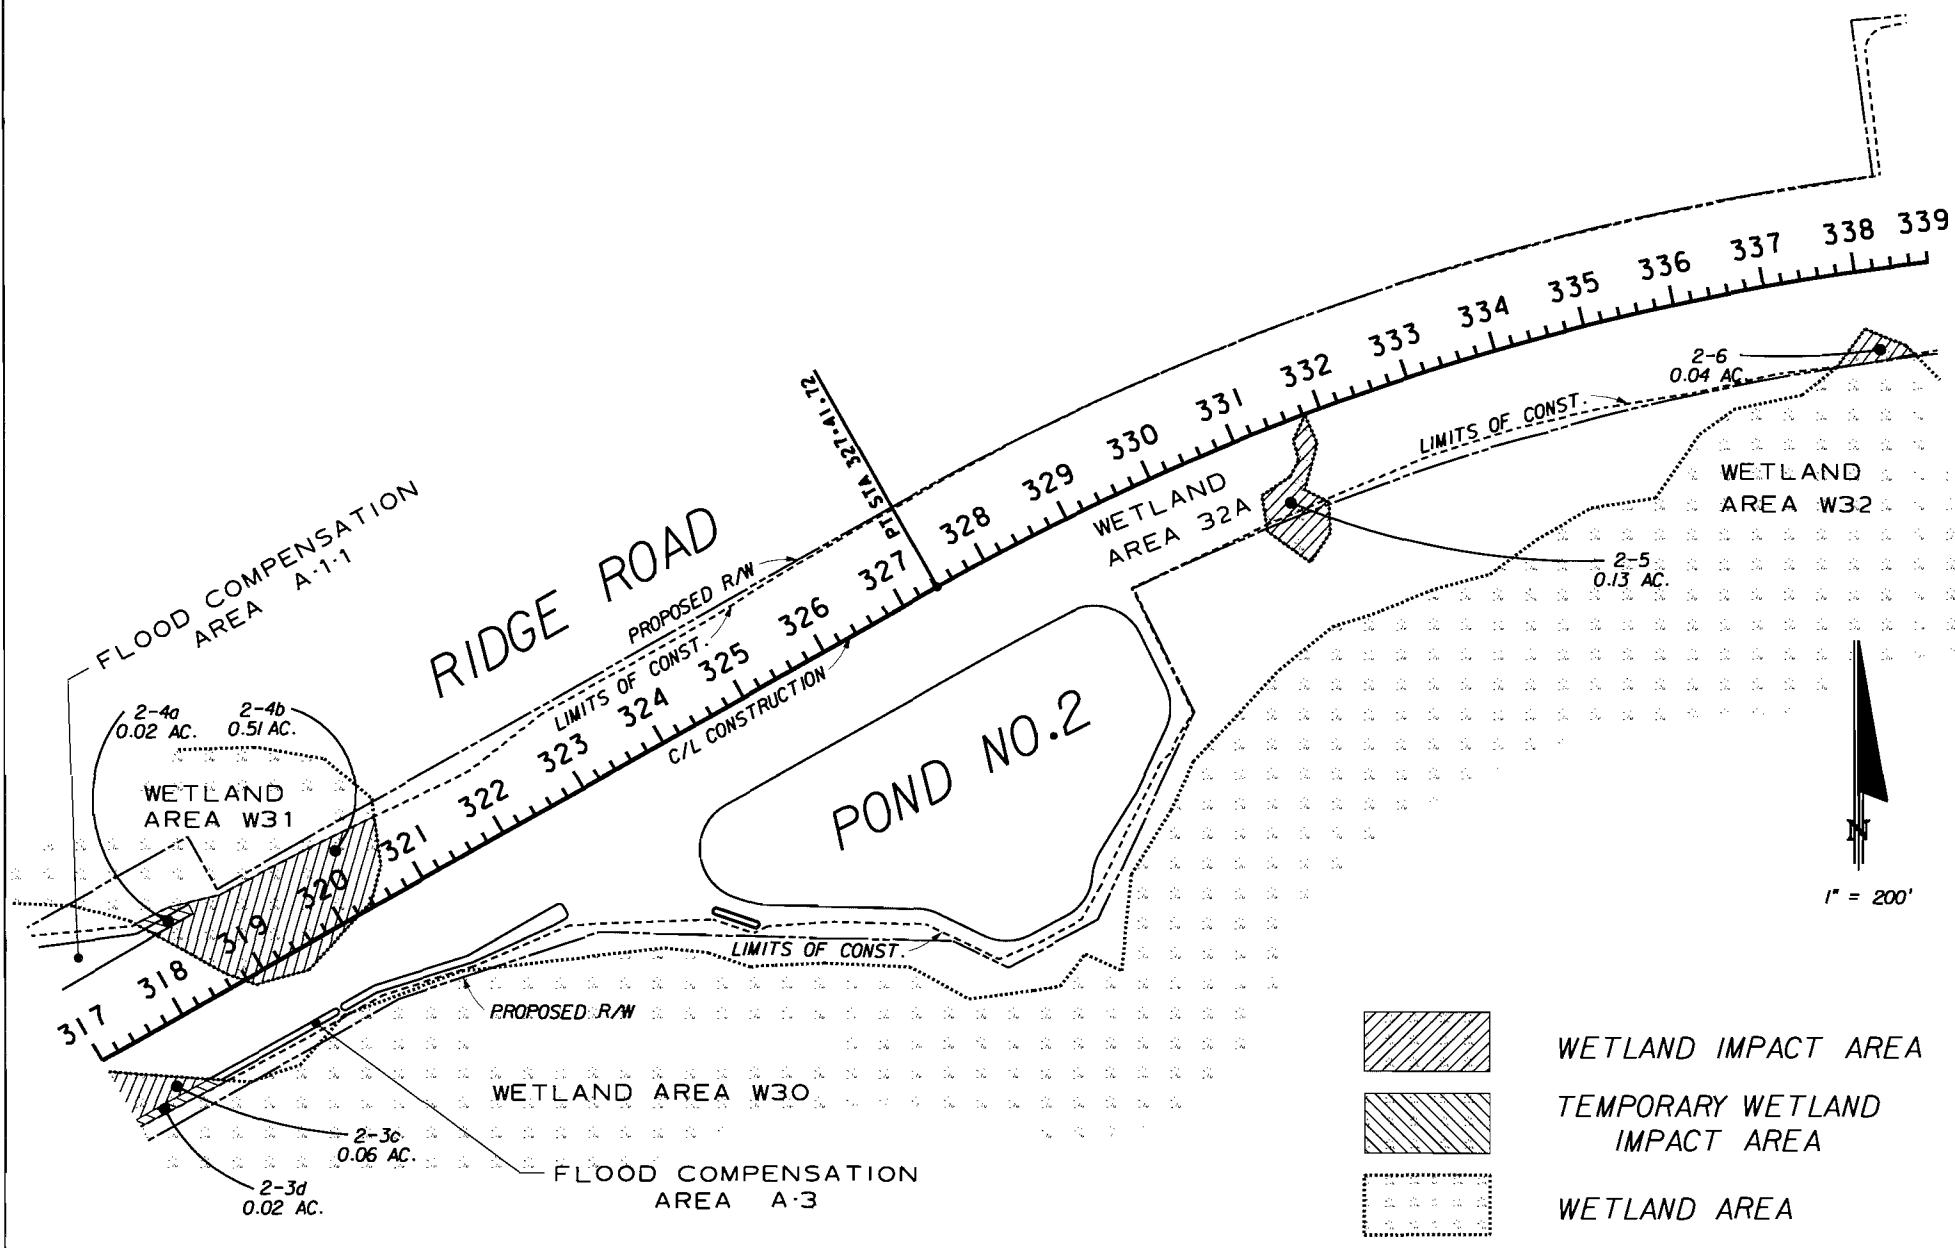 339
338
337
336
335
334
333
332
331
330
329
328
327
326
325
324
323
322
321
320
319
318
317
2-6
0.04 AC.
LIMITS OF CONST.
WETLAND
AREA W32
PT STA 327+41.72
WETLAND
AREA 32A
2-5
0.13 AC.
FLOOD COMPENSATION
AREA A-1-1
RIDGE ROAD
PROPOSED R/W
LIMITS OF CONST.
C/L CONSTRUCTION
2-4a
0.02 AC.
2-4b
0.51 AC.
WETLAND
AREA W31
POND NO.2
LIMITS OF CONST.
PROPOSED R/W
WETLAND AREA W30
2-3c
0.06 AC.
2-3d
0.02 AC.
FLOOD COMPENSATION
AREA A-3
N
1" = 200'
WETLAND IMPACT AREA
TEMPORARY WETLAND
IMPACT AREA
WETLAND AREA